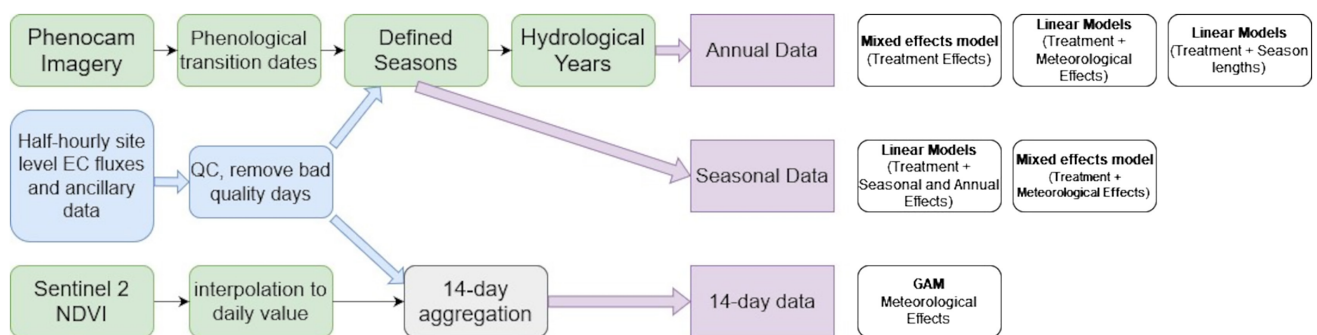 Phenocam
Imagery
Phenological
transition dates
Defined
Seasons
Hydrological
Years
Annual Data
Mixed effects model
(Treatment Effects)
Linear Models
(Treatment +
Meteorological
Effects)
Linear Models
(Treatment + Season
lengths)
Half-hourly site
level EC fluxes
and ancillary
data
QC, remove bad
quality days
Seasonal Data
Linear Models
(Treatment +
Seasonal and Annual
Effects)
Mixed effects model
(Treatment +
Meteorological Effects)
Sentinel 2
NDVI
interpolation to
daily value
14-day
aggregation
14-day data
GAM
Meteorological
Effects